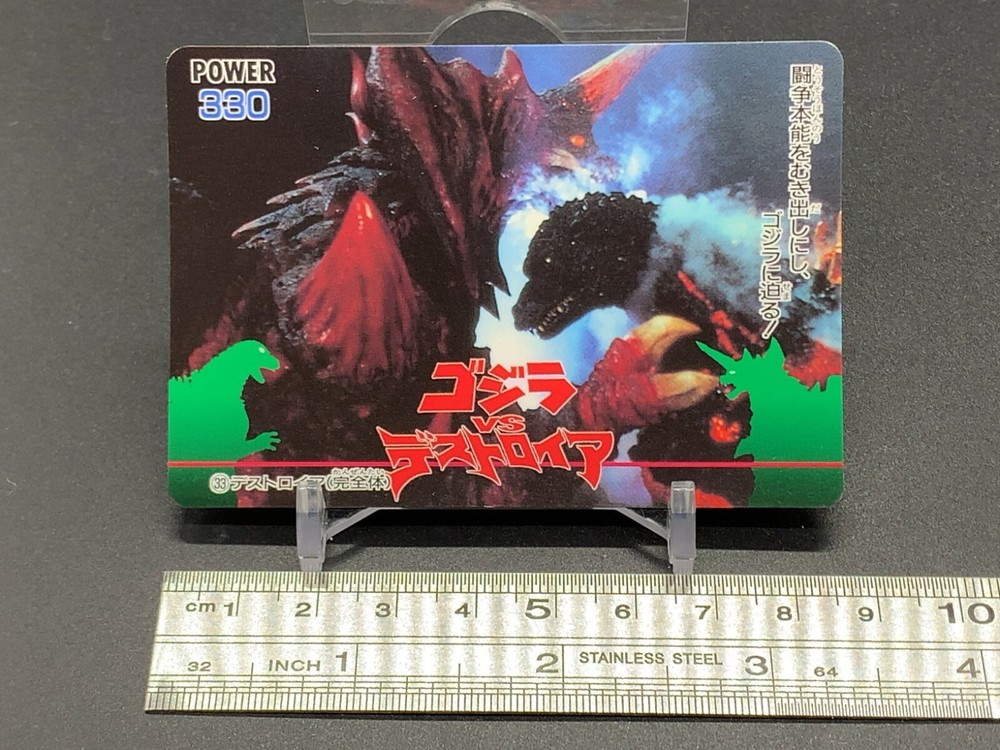 POWER
330
闘争本能をむき出しにし、
ゴジラに迫る!
ゴジラ
VS
デストロイア
33 デストロイア(完全体)
cm 1 2 3 4 5 6 7 8 9 10
32 INCH 1 2 STAINLESS STEEL 3 64 4